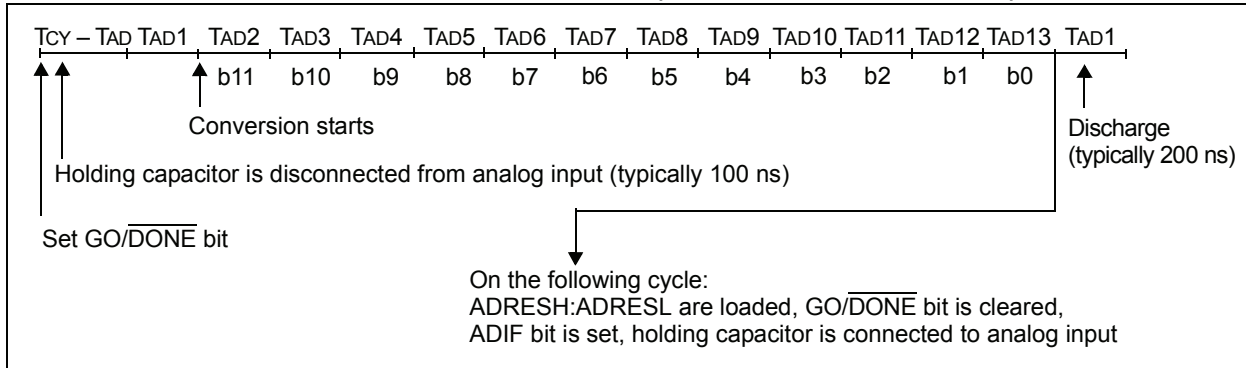 TCY – TAD TAD1 TAD2 TAD3 TAD4 TAD5 TAD6 TAD7 TAD8 TAD9 TAD10 TAD11 TAD12 TAD13 TAD1
b11 b10 b9 b8 b7 b6 b5 b4 b3 b2 b1 b0
Conversion starts
Discharge
(typically 200 ns)
Holding capacitor is disconnected from analog input (typically 100 ns)
Set GO/DONE bit
On the following cycle:
ADRESH:ADRESL are loaded, GO/DONE bit is cleared,
ADIF bit is set, holding capacitor is connected to analog input